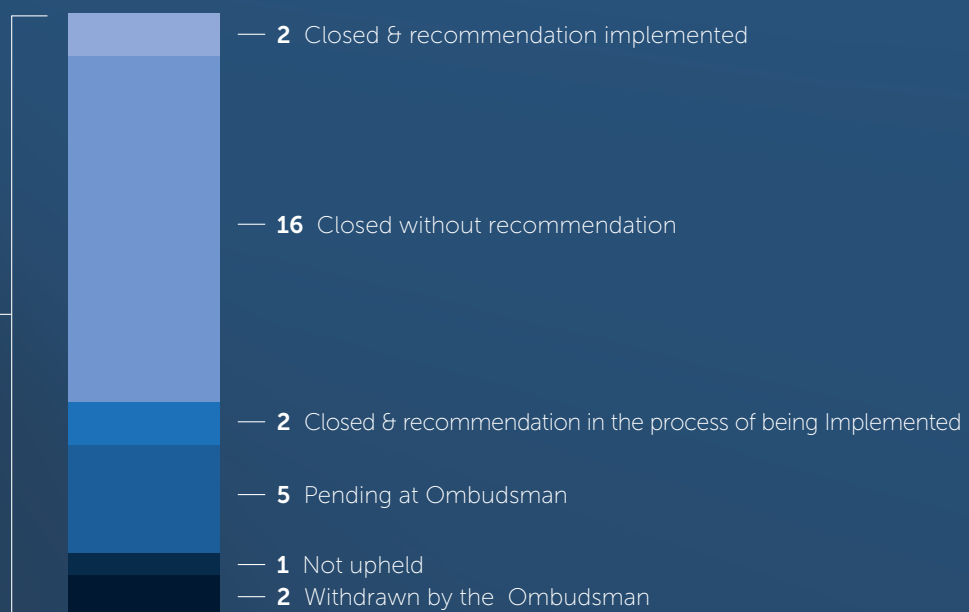 2 Closed & recommendation implemented
16 Closed without recommendation
2 Closed & recommendation in the process of being Implemented
5 Pending at Ombudsman
1 Not upheld
2 Withdrawn by the Ombudsman